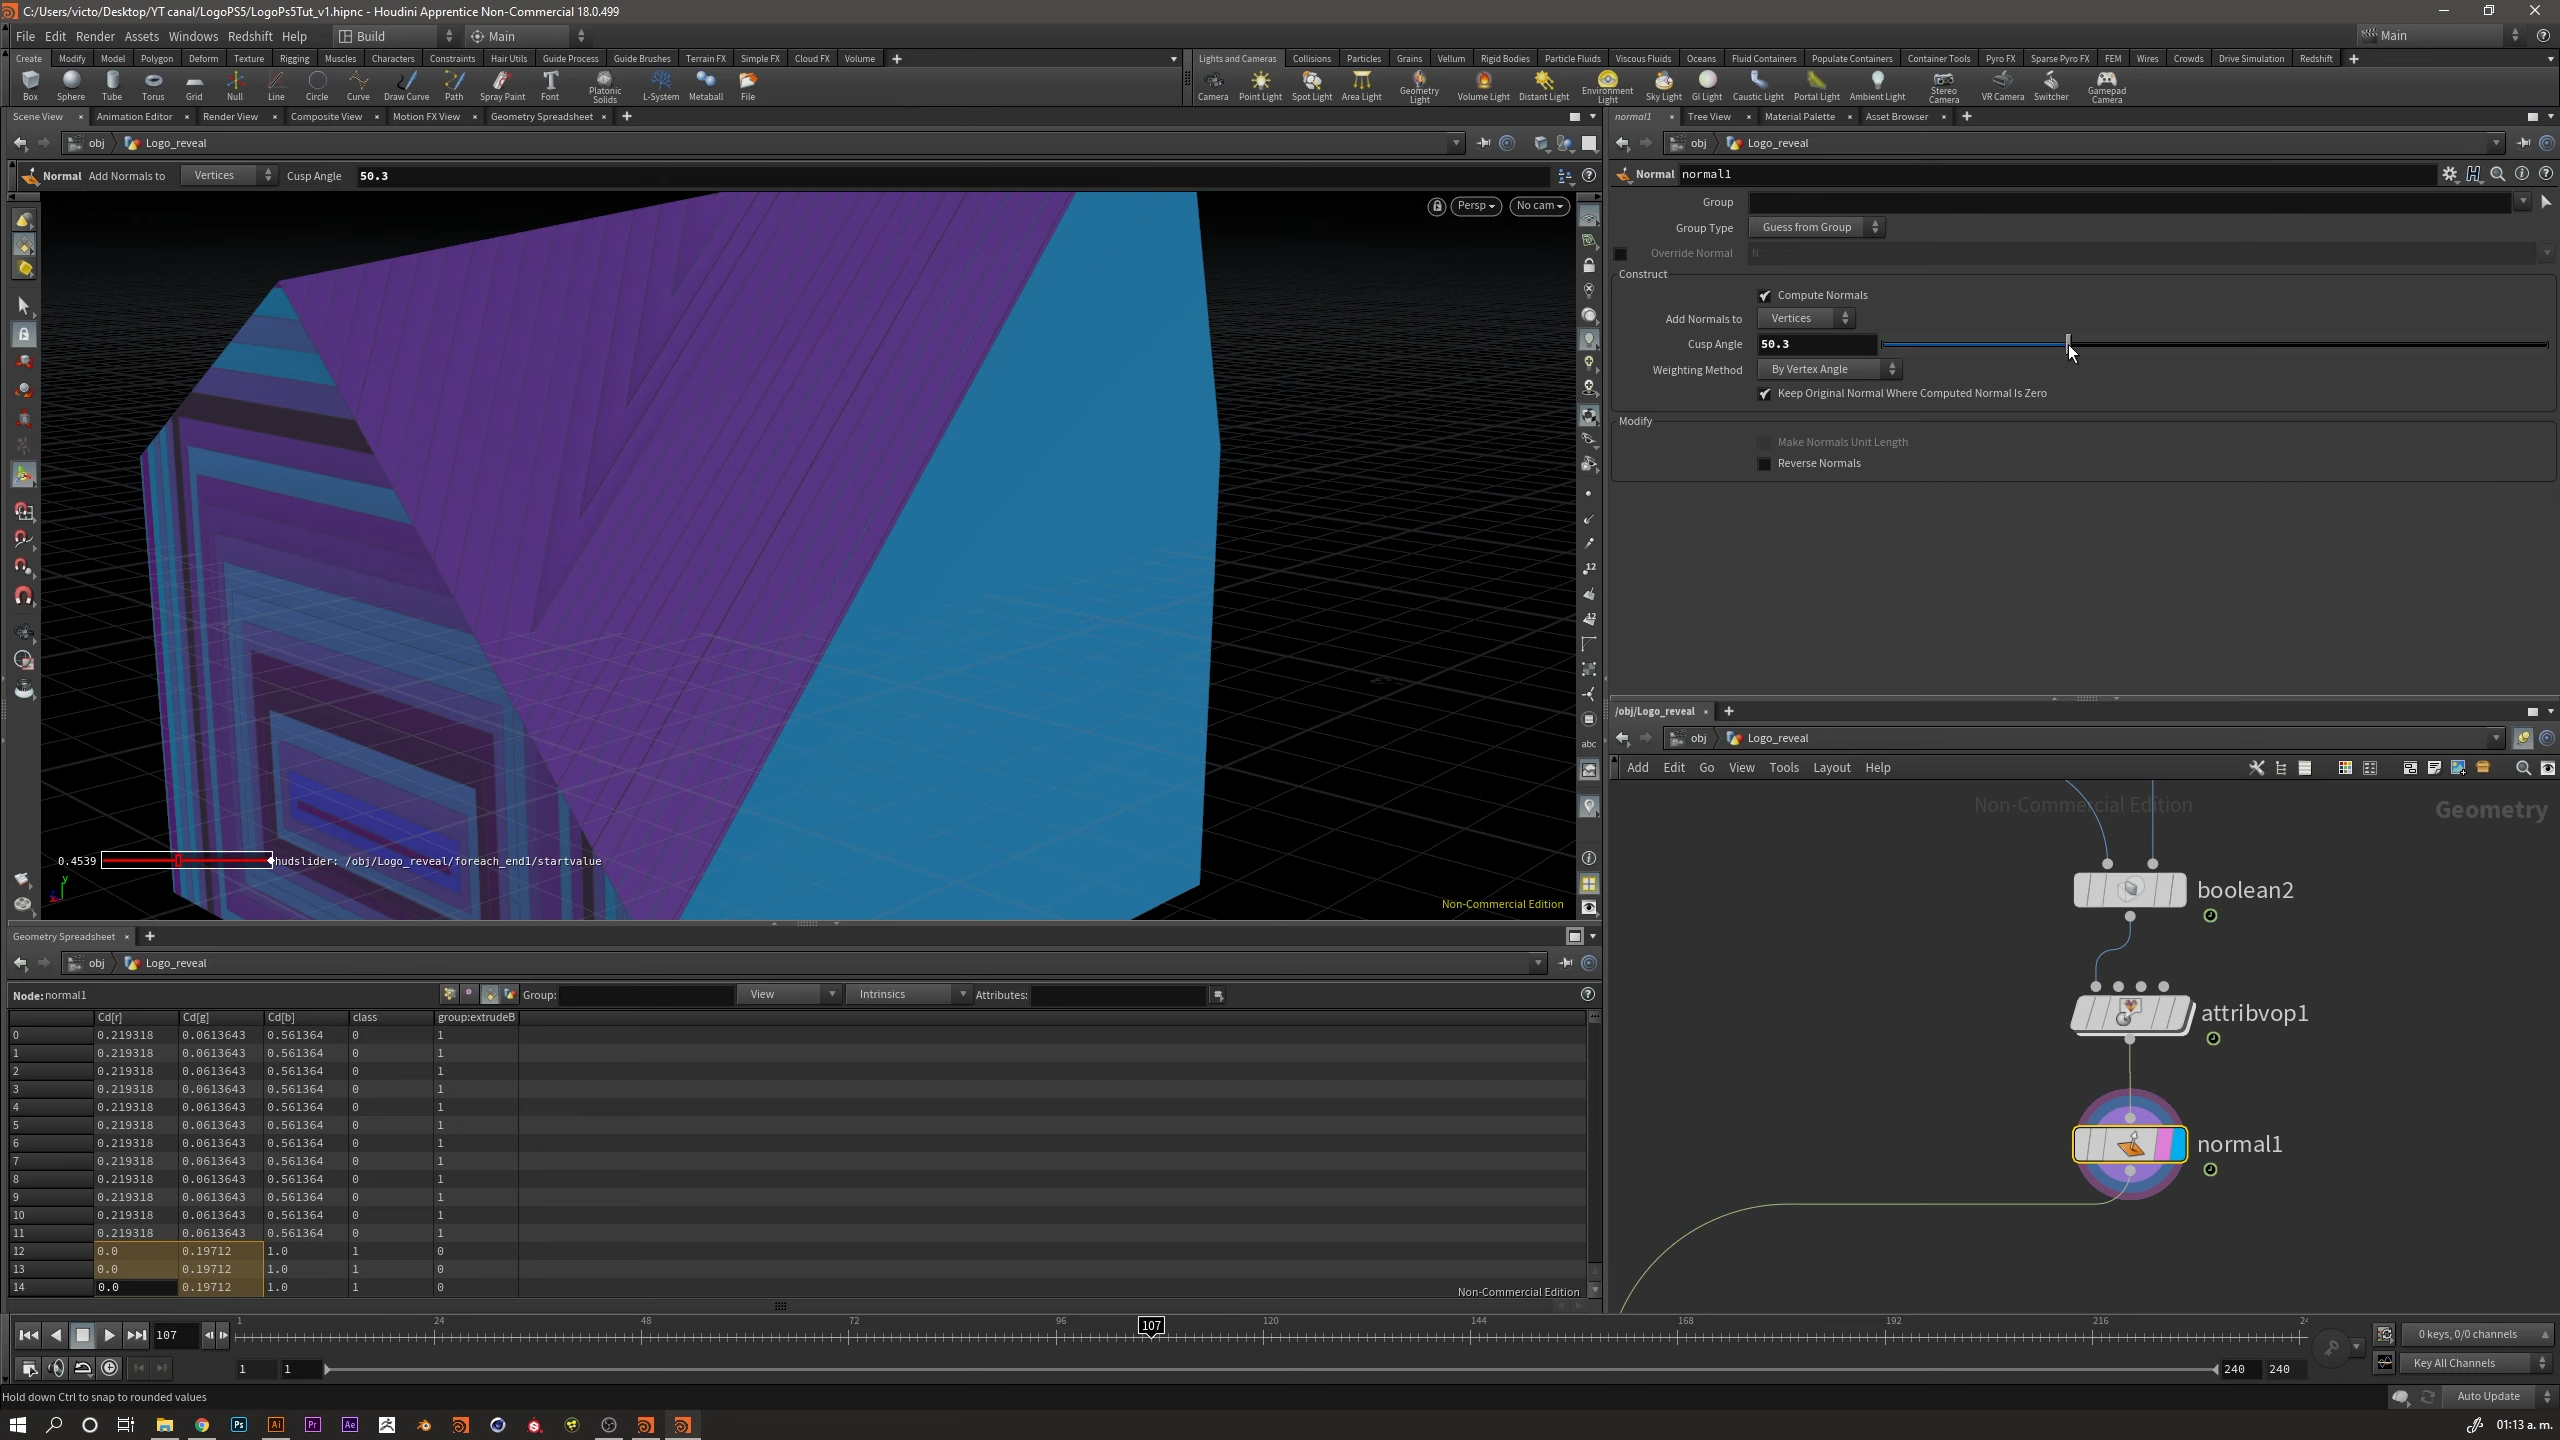 C:/Users/victo/Desktop/YT canal/LogoPS5/LogoPs5Tut_v1.hipnc - Houdini Apprentice Non-Commercial 18.0.499
File Edit Render Assets Windows Redshift Help Build Main Main
Create Modify Model Polygon Deform Texture Rigging Muscles Characters Constraints Hair Utils Guide Process Guide Brushes Terrain FX Simple FX Cloud FX Volume
Lights and Cameras Collisions Particles Grains Vellum Rigid Bodies Particle Fluids Viscous Fluids Oceans Fluid Containers Populate Containers Container Tools Pyro FX Sparse Pyro FX FEM Wires Crowds Drive Simulation Redshift
Box Sphere Tube Torus Grid Null Line Circle Curve Draw Curve Path Spray Paint Font Platonic Solids L-System Metaball File
Camera Point Light Spot Light Area Light Geometry Light Volume Light Distant Light Environment Light Sky Light GI Light Caustic Light Portal Light Ambient Light Stereo Camera VR Camera Switcher Gamepad Camera
Scene View Animation Editor Render View Composite View Motion FX View Geometry Spreadsheet
obj Logo_reveal
Normal Add Normals to Vertices Cusp Angle 50.3
Persp No cam
12
12
abc
0.4539 hudslider: /obj/Logo_reveal/foreach_end1/startvalue
y
x
Non-Commercial Edition
normal1 Tree View Material Palette Asset Browser
obj Logo_reveal
Normal normal1
Group
Group Type Guess from Group
Override Normal N
Construct
Compute Normals
Add Normals to Vertices
Cusp Angle 50.3
Weighting Method By Vertex Angle
Keep Original Normal Where Computed Normal Is Zero
Modify
Make Normals Unit Length
Reverse Normals
/obj/Logo_reveal
obj Logo_reveal
Add Edit Go View Tools Layout Help
Non-Commercial Edition
Geometry
boolean2
attribvop1
normal1
Geometry Spreadsheet
obj Logo_reveal
Node: normal1 Group: View Intrinsics Attributes:
Cd[r] Cd[g] Cd[b] class group:extrudeB
0 0.219318 0.0613643 0.561364 0 1
1 0.219318 0.0613643 0.561364 0 1
2 0.219318 0.0613643 0.561364 0 1
3 0.219318 0.0613643 0.561364 0 1
4 0.219318 0.0613643 0.561364 0 1
5 0.219318 0.0613643 0.561364 0 1
6 0.219318 0.0613643 0.561364 0 1
7 0.219318 0.0613643 0.561364 0 1
8 0.219318 0.0613643 0.561364 0 1
9 0.219318 0.0613643 0.561364 0 1
10 0.219318 0.0613643 0.561364 0 1
11 0.219318 0.0613643 0.561364 0 1
12 0.0 0.19712 1.0 1 0
13 0.0 0.19712 1.0 1 0
14 0.0 0.19712 1.0 1 0
Non-Commercial Edition
107 1 24 48 72 96 107 120 144 168 192 216 24
0 keys, 0/0 channels
1 1 240 240
Key All Channels
Hold down Ctrl to snap to rounded values
Auto Update
Ps Ai Pr Ae
01:13 a. m.